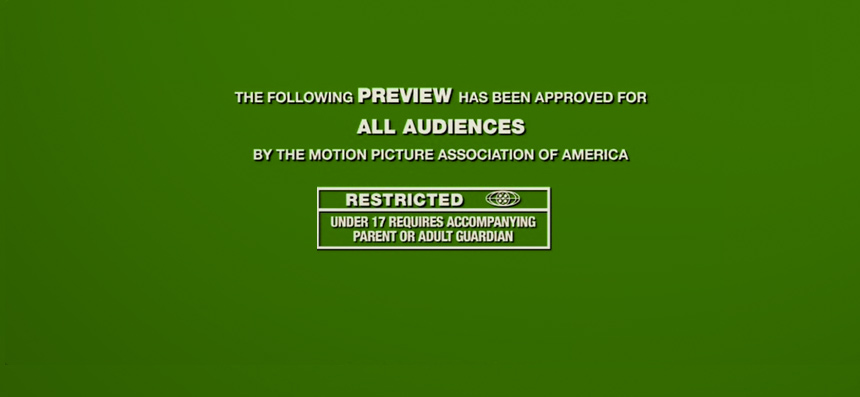 THE FOLLOWING PREVIEW HAS BEEN APPROVED FOR
ALL AUDIENCES
BY THE MOTION PICTURE ASSOCIATION OF AMERICA
RESTRICTED
UNDER 17 REQUIRES ACCOMPANYING
PARENT OR ADULT GUARDIAN